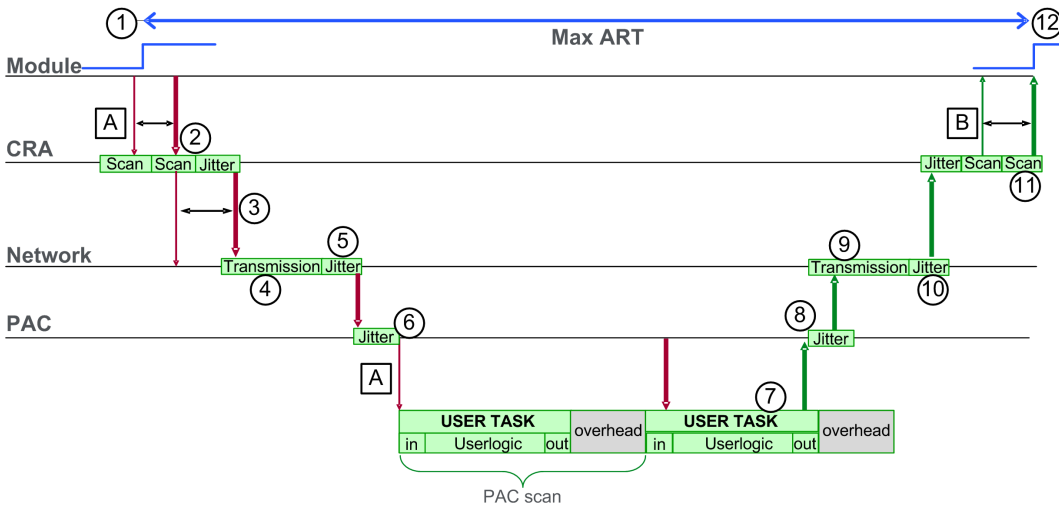 1
Max ART
12
Module
A
B
2
CRA
Scan Scan Jitter
Jitter Scan Scan
11
3
Network
5
9
Transmission Jitter
Transmission Jitter
4
10
PAC
6
8
Jitter
Jitter
A
7
USER TASK
overhead
USER TASK
overhead
in Userlogic out
in Userlogic out
PAC scan